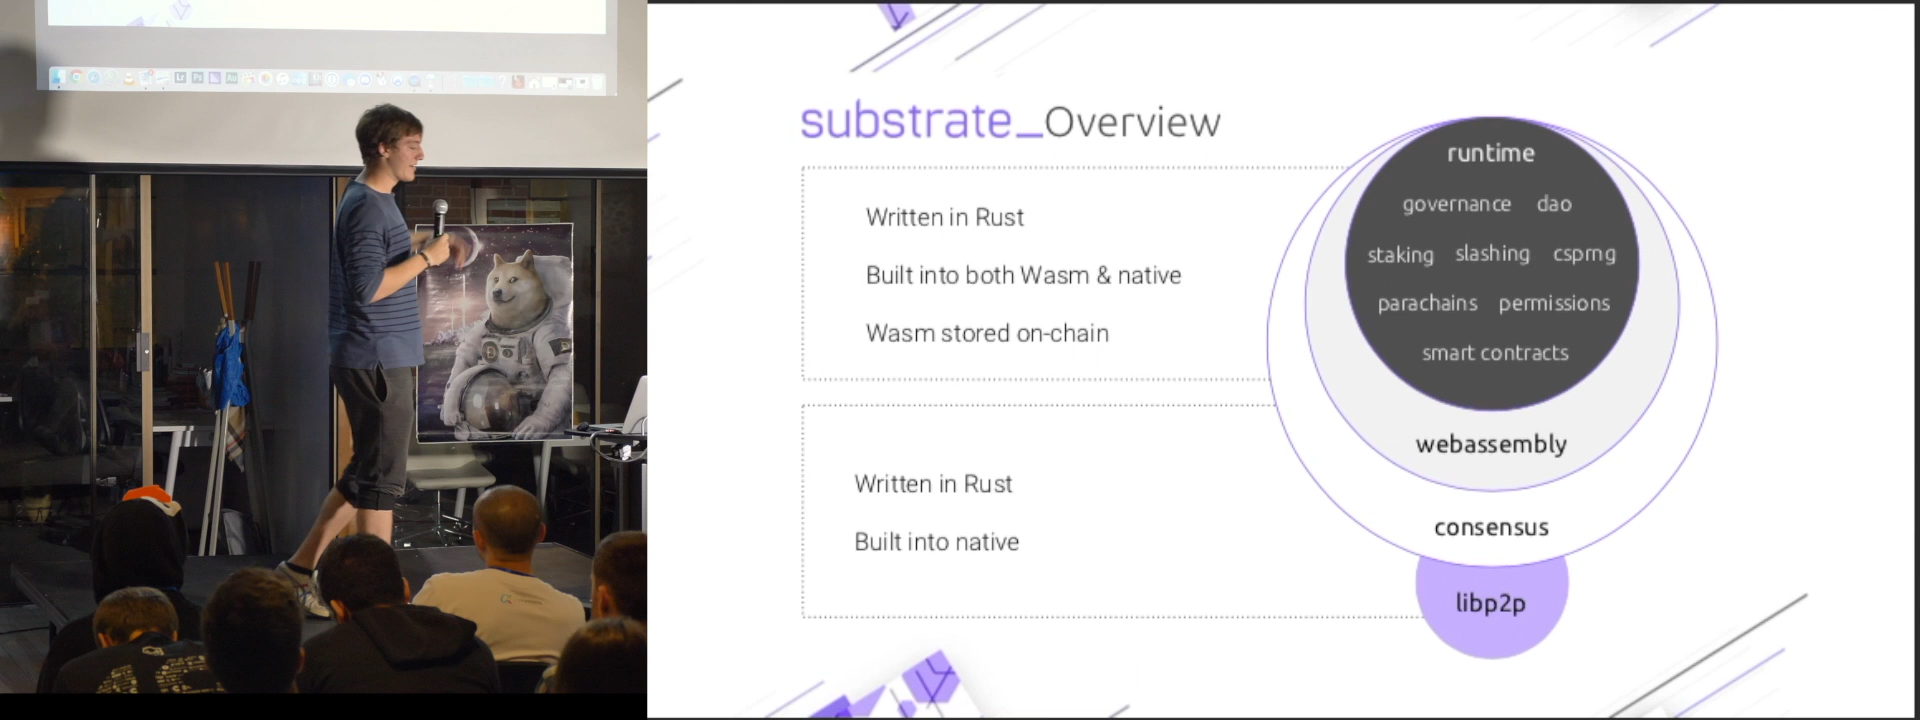 substrate_Overview
Written in Rust
Built into both Wasm & native
Wasm stored on-chain
Written in Rust
Built into native
runtime
governance dao
staking slashing csprng
parachains permissions
smart contracts
webassembly
consensus
libp2p